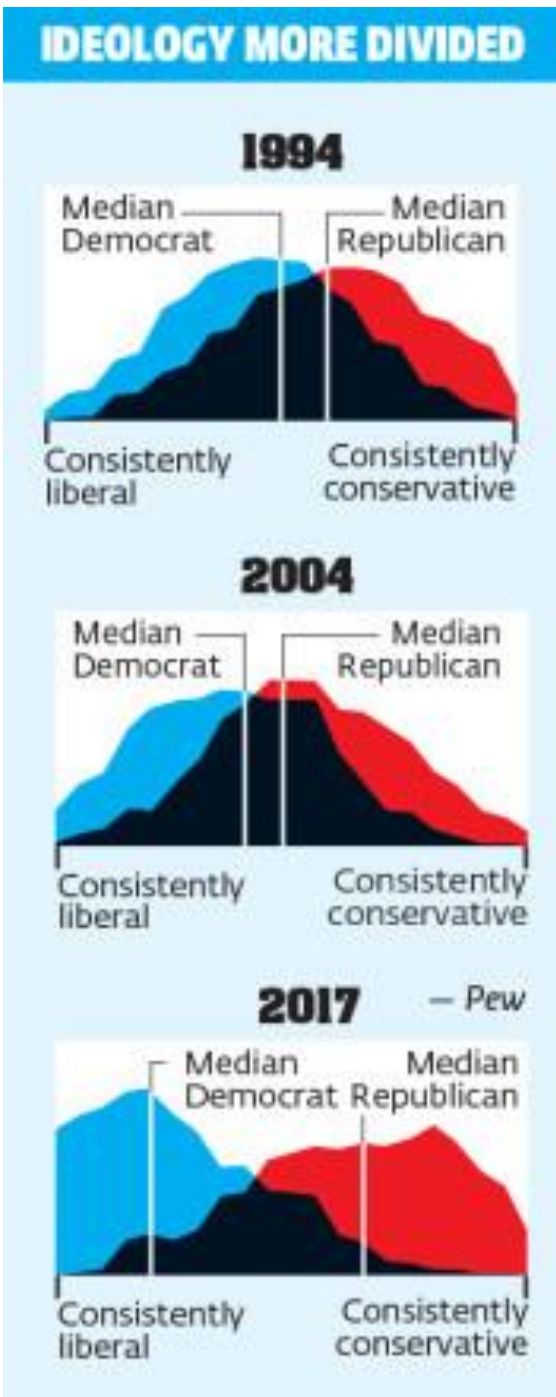 IDEOLOGY MORE DIVIDED
1994
Median
Democrat
Median
Republican
Consistently
liberal
Consistently
conservative
2004
Median
Democrat
Median
Republican
Consistently
liberal
Consistently
conservative
2017
— Pew
Median
Democrat
Median
Republican
Consistently
liberal
Consistently
conservative